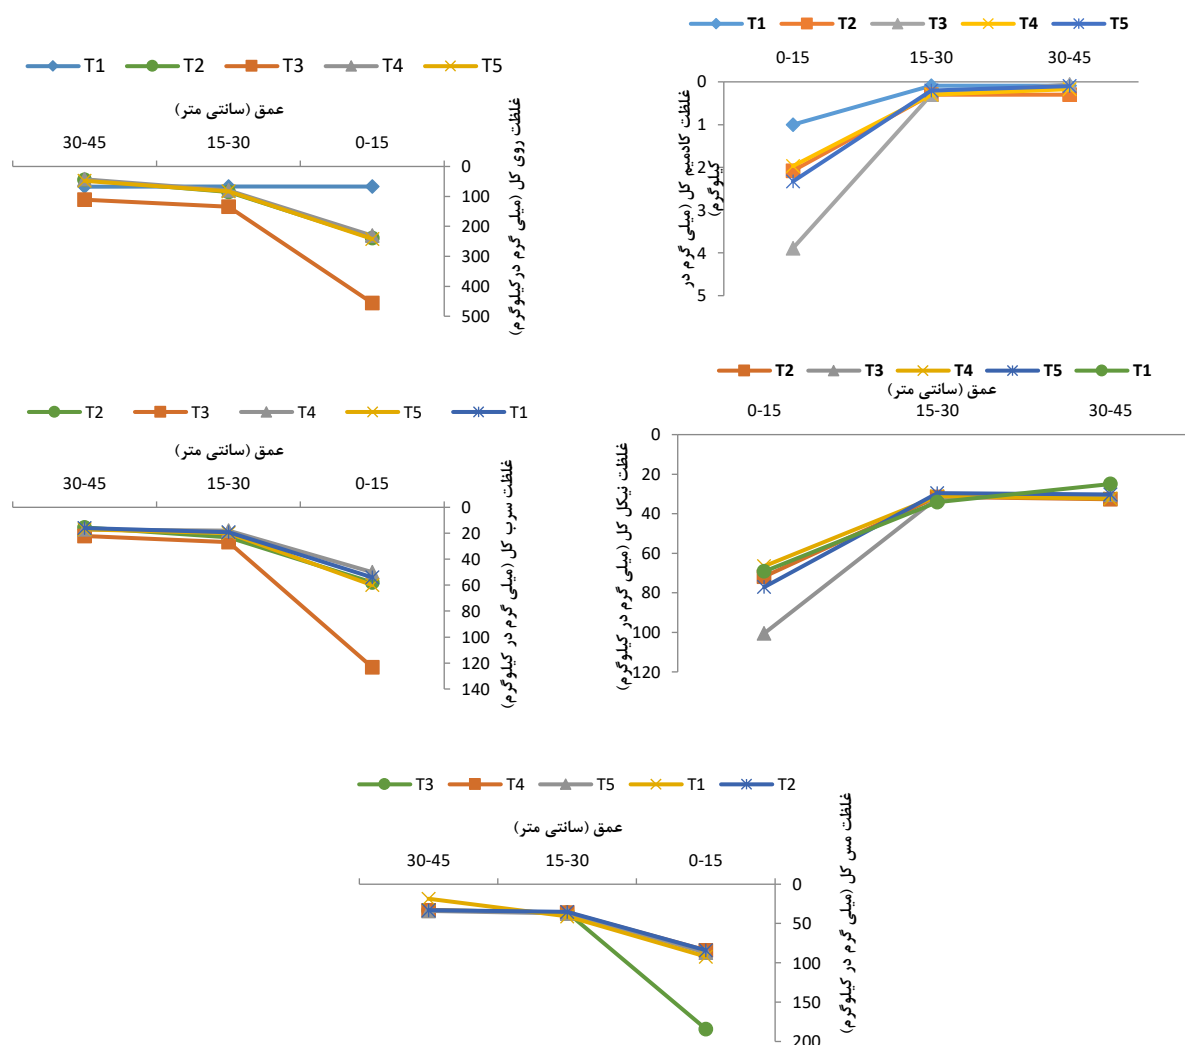 T1 T2 T3 T4 T5
عمق (سانتی متر)
30-45 15-30 0-15
0
100
200
300
400
500
غلظت روی کل (میلی گرم درکیلوگرم)
T1 T2 T3 T4 T5
0-15 15-30 30-45
0
1
2
3
4
5
غلظت کادمیم کل (میلی گرم در
کیلوگرم)
T2 T3 T4 T5 T1
عمق (سانتی متر)
30-45 15-30 0-15
0
20
40
60
80
100
120
140
غلظت سرب کل (میلی گرم در کیلوگرم)
T2 T3 T4 T5 T1
عمق (سانتی متر)
0-15 15-30 30-45
0
20
40
60
80
100
120
غلظت نیکل کل (میلی گرم در کیلوگرم)
T3 T4 T5 T1 T2
عمق (سانتی متر)
30-45 15-30 0-15
0
50
100
150
200
غلظت مس کل (میلی گرم در کیلوگرم)